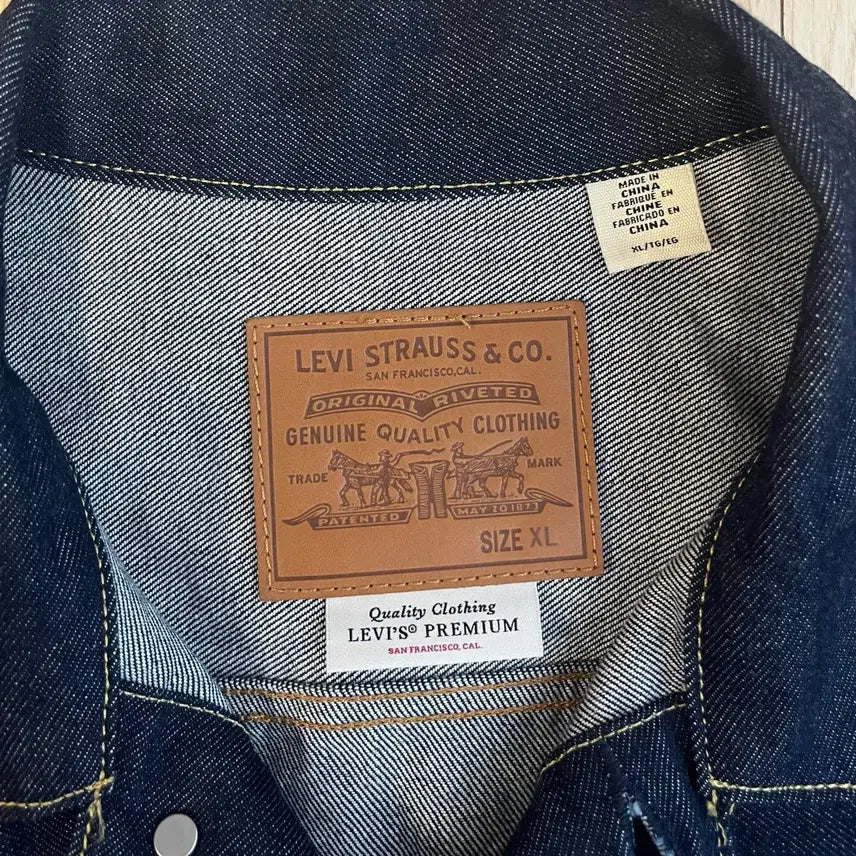 MADE IN
CHINA
FABRIQUÉ EN
CHINE
FABRICADO EN
CHINA
XL/TG/EG
LEVI STRAUSS & CO.
SAN FRANCISCO, CAL.
ORIGINAL RIVETED
GENUINE QUALITY CLOTHING
TRADE MARK
PATENTED MAY 20 1873
SIZE XL
Quality Clothing
LEVI'S® PREMIUM
SAN FRANCISCO, CAL.